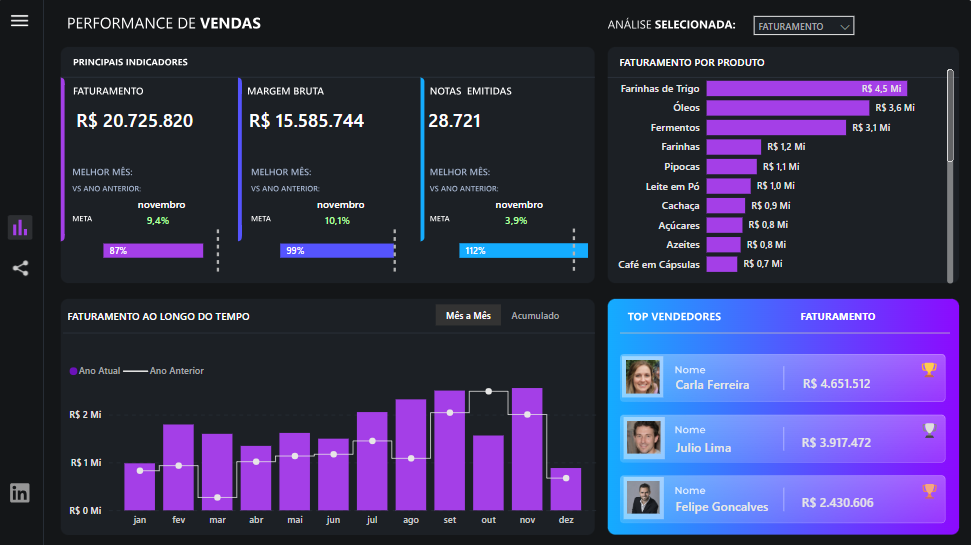 PERFORMANCE DE VENDAS
ANÁLISE SELECIONADA:
FATURAMENTO
PRINCIPAIS INDICADORES
FATURAMENTO
R$ 20.725.820
MELHOR MÊS:
VS ANO ANTERIOR:
novembro
META
9,4%
87%
MARGEM BRUTA
R$ 15.585.744
MELHOR MÊS:
VS ANO ANTERIOR:
novembro
META
10,1%
99%
NOTAS EMITIDAS
28.721
MELHOR MÊS:
VS ANO ANTERIOR:
novembro
META
3,9%
112%
FATURAMENTO POR PRODUTO
Farinhas de Trigo R$ 4,5 Mi
Óleos R$ 3,6 Mi
Fermentos R$ 3,1 Mi
Farinhas R$ 1,2 Mi
Pipocas R$ 1,1 Mi
Leite em Pó R$ 1,0 Mi
Cachaça R$ 0,9 Mi
Açúcares R$ 0,8 Mi
Azeites R$ 0,8 Mi
Café em Cápsulas R$ 0,7 Mi
FATURAMENTO AO LONGO DO TEMPO
Mês a Mês
Acumulado
Ano Atual
Ano Anterior
R$ 2 Mi
R$ 1 Mi
R$ 0 Mi
jan fev mar abr mai jun jul ago set out nov dez
TOP VENDEDORES
FATURAMENTO
Nome
Carla Ferreira
R$ 4.651.512
Nome
Julio Lima
R$ 3.917.472
Nome
Felipe Goncalves
R$ 2.430.606
in